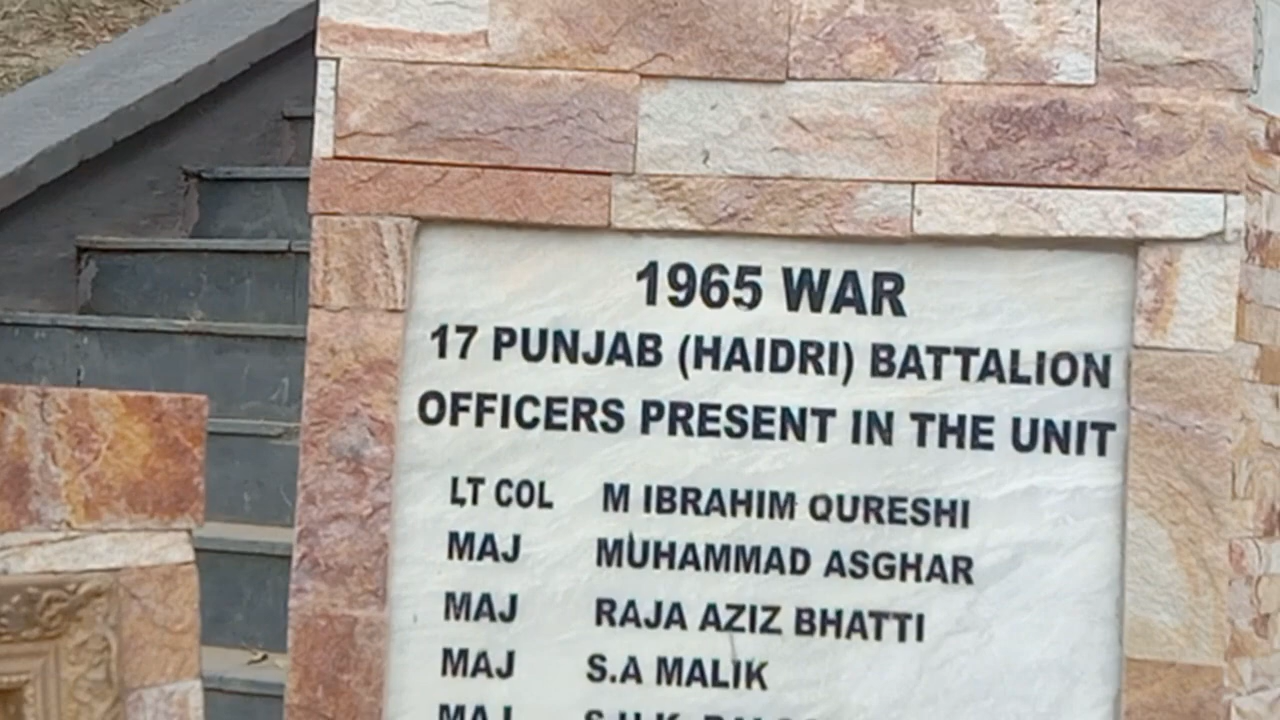 1965 WAR
17 PUNJAB (HAIDRI) BATTALION
OFFICERS PRESENT IN THE UNIT
LT COL M IBRAHIM QURESHI
MAJ MUHAMMAD ASGHAR
MAJ RAJA AZIZ BHATTI
MAJ S.A MALIK
MAJ